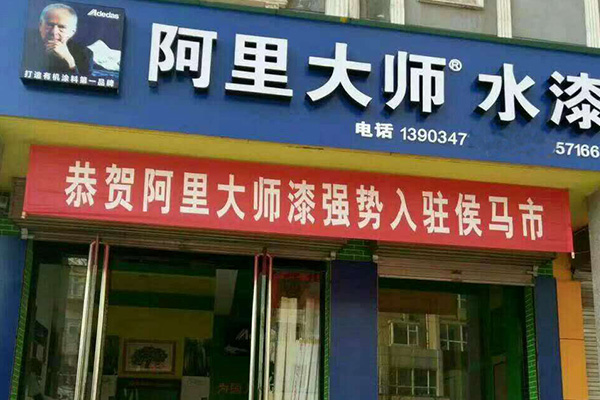 Adedas
打造有机涂料第一品牌
阿里大师® 水漆
电话 1390347
57166
恭贺阿里大师漆强势入驻侯马市